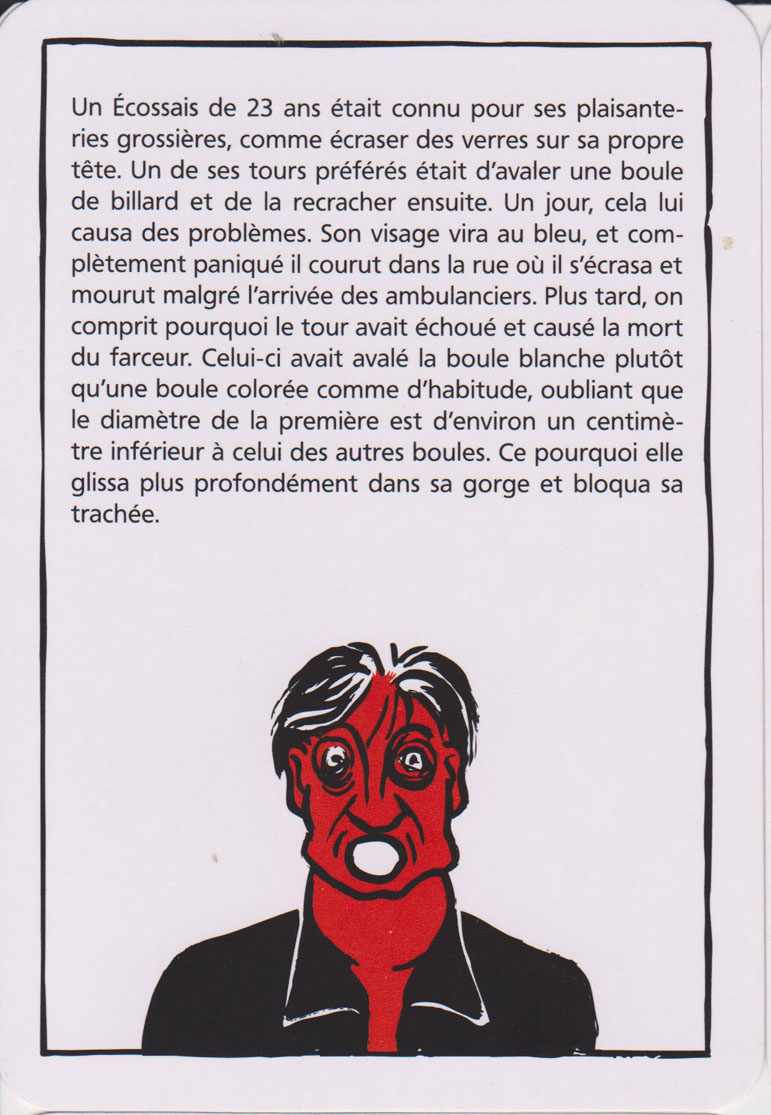 Un Écossais de 23 ans était connu pour ses plaisante-
ries grossières, comme écraser des verres sur sa propre
tête. Un de ses tours préférés était d'avaler une boule
de billard et de la recracher ensuite. Un jour, cela lui
causa des problèmes. Son visage vira au bleu, et com-
plètement paniqué il courut dans la rue où il s'écrasa et
mourut malgré l'arrivée des ambulanciers. Plus tard, on
comprit pourquoi le tour avait échoué et causé la mort
du farceur. Celui-ci avait avalé la boule blanche plutôt
qu'une boule colorée comme d'habitude, oubliant que
le diamètre de la première est d'environ un centimè-
tre inférieur à celui des autres boules. Ce pourquoi elle
glissa plus profondément dans sa gorge et bloqua sa
trachée.